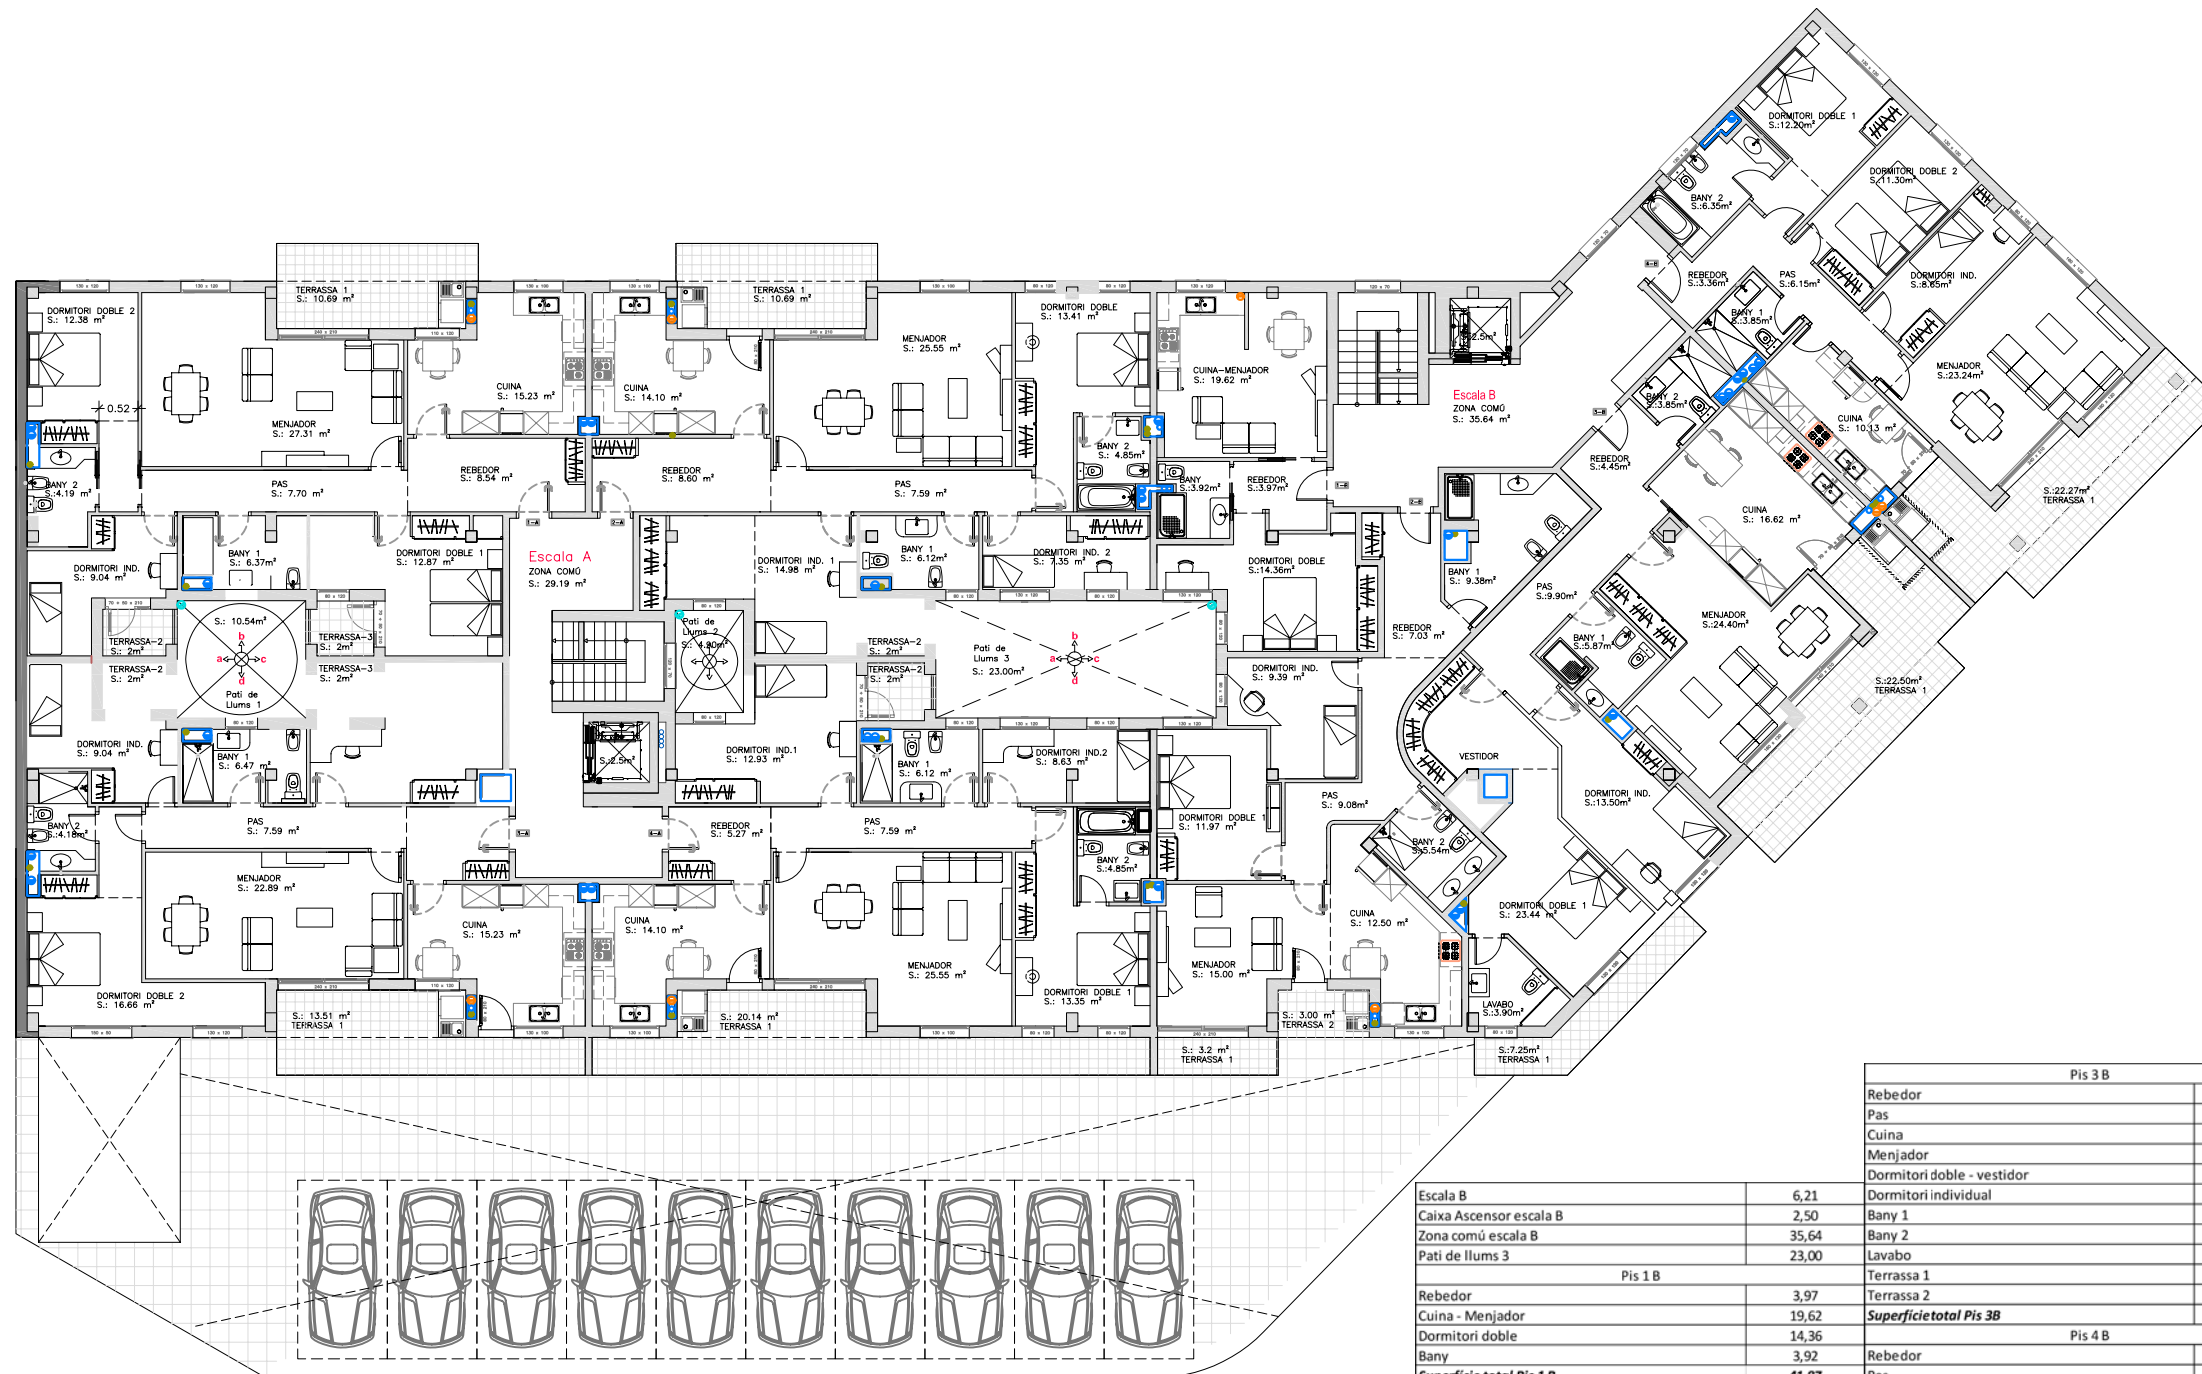 DORMITORI DOBLE 1
S.:12.20m²
DORMITORI DOBLE 2
S.:11.30m²
BANY 2
S.:6.35m²
REBEDOR
S.:3.36m²
PAS
S.:6.15m²
DORMITORI IND.
S.:8.65m²
BANY 1
S.:3.85m²
MENJADOR
S.:23.24m²
BANY 2
S.:3.85m²
CUINA
S.: 10.13 m²
REBEDOR
S.:4.45m²
S.:22.27m²
TERRASSA 1
CUINA
S.: 16.62 m²
TERRASSA 1
S.: 10.69 m²
TERRASSA 1
S.: 10.69 m²
DORMITORI DOBLE 2
S.: 12.38 m²
DORMITORI DOBLE
S.: 13.41 m²
MENJADOR
S.: 25.55 m²
CUINA
S.: 15.23 m²
CUINA
S.: 14.10 m²
CUINA-MENJADOR
S.: 19.62 m²
Escala B
ZONA COMÚ
S.: 35.64 m²
0.52
MENJADOR
S.: 27.31 m²
BANY 2
S.:4.19 m²
PAS
S.: 7.70 m²
REBEDOR
S.: 8.54 m²
REBEDOR
S.: 8.60 m²
PAS
S.: 7.59 m²
BANY 2
S.: 4.85m²
BANY
S.:3.92m²
REBEDOR
S.:3.97m²
1-A
2-A
1-B
2-B
3-B
4-B
DORMITORI IND.
S.: 9.04 m²
BANY 1
S.: 6.37m²
DORMITORI DOBLE 1
S.: 12.87 m²
Escala A
ZONA COMÚ
S.: 29.19 m²
DORMITORI IND. 1
S.: 14.98 m²
BANY 1
S.: 6.12m²
DORMITORI IND. 2
S.: 7.35 m²
DORMITORI DOBLE
S.:14.36m²
BANY 1
S.: 9.38m²
PAS
S.:9.90m²
MENJADOR
S.:24.40m²
BANY 1
S.:5.87m²
REBEDOR
S.: 7.03 m²
TERRASSA-2
S.: 2m²
S.: 10.54m²
b
a
c
d
Pati de
Llums 1
TERRASSA-3
S.: 2m²
TERRASSA-2
S.: 2m²
TERRASSA-3
S.: 2m²
Pati de
Llums 2
S.: 4.90m²
TERRASSA-2
S.: 2m²
TERRASSA-2
S.: 2m²
Pati de
Llums 3
S.: 23.00m²
b
a
c
d
DORMITORI IND.
S.: 9.39 m²
S.:22.50m²
TERRASSA 1
DORMITORI IND.
S.: 9.04 m²
BANY 1
S.: 6.47 m²
S.:2.5m²
DORMITORI IND.1
S.: 12.93 m²
BANY 1
S.: 6.12 m²
DORMITORI IND.2
S.: 8.63 m²
VESTIDOR
DORMITORI IND.
S.:13.50m²
BANY 2
S.:4.18m²
PAS
S.: 7.59 m²
3-A
4-A
REBEDOR
S.: 5.27 m²
PAS
S.: 7.59 m²
DORMITORI DOBLE 1
S.: 11.97 m²
PAS
S.: 9.08m²
BANY 2
S.:5.54m²
BANY 2
S.:4.85m²
MENJADOR
S.: 22.89 m²
CUINA
S.: 15.23 m²
CUINA
S.: 14.10 m²
MENJADOR
S.: 25.55 m²
MENJADOR
S.: 15.00 m²
CUINA
S.: 12.50 m²
DORMITORI DOBLE 1
S.: 23.44 m²
DORMITORI DOBLE 2
S.: 16.66 m²
DORMITORI DOBLE 1
S.: 13.35 m²
S.: 13.51 m²
TERRASSA 1
S.: 20.14 m²
TERRASSA 1
S.: 3.00 m²
TERRASSA 2
LAVABO
S.:3.90m²
S.: 3.2 m²
TERRASSA 1
S.:7.25m²
TERRASSA 1
Escala B 6,21
Caixa Ascensor escala B 2,50
Zona comú escala B 35,64
Pati de llums 3 23,00
Pis 1 B
Rebedor 3,97
Cuina - Menjador 19,62
Dormitori doble 14,36
Bany 3,92
Superfície total Pis 1 B 41,87
Pis 3 B
Rebedor
Pas
Cuina
Menjador
Dormitori doble - vestidor
Dormitori individual
Bany 1
Bany 2
Lavabo
Terrassa 1
Terrassa 2
Superfície total Pis 3B
Pis 4 B
Rebedor
Pas